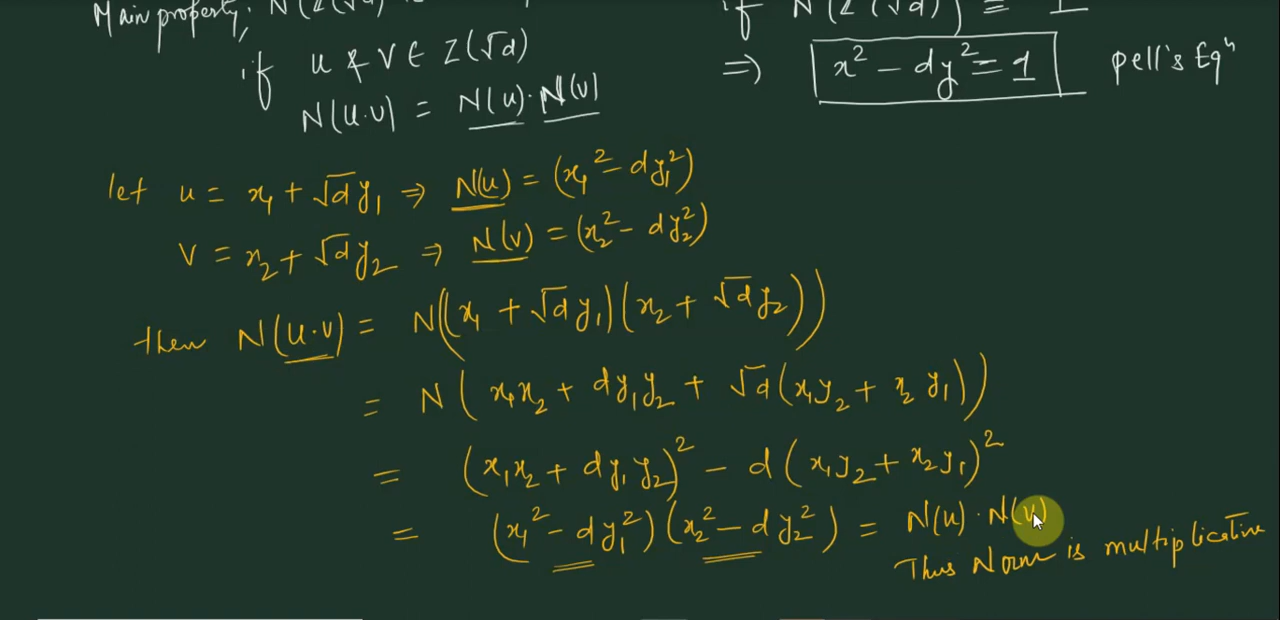 Main property; N(Z(√d)
if N(Z(√d)) = 1
if u & v ∈ Z(√d)
⇒ x² - dy² = 1 pell's Eqⁿ
N(u.v) = N(u).N(v)
let u = x₁ + √d y₁ ⇒ N(u) = (x₁² - dy₁²)
v = x₂ + √d y₂ ⇒ N(v) = (x₂² - dy₂²)
then N(u.v) = N((x₁ + √d y₁)(x₂ + √d y₂))
= N(x₁x₂ + dy₁y₂ + √d(x₁y₂ + x₂y₁))
= (x₁x₂ + dy₁y₂)² - d(x₁y₂ + x₂y₁)²
= (x₁² - dy₁²)(x₂² - dy₂²) = N(u).N(v)
Thus Norm is multiplicative